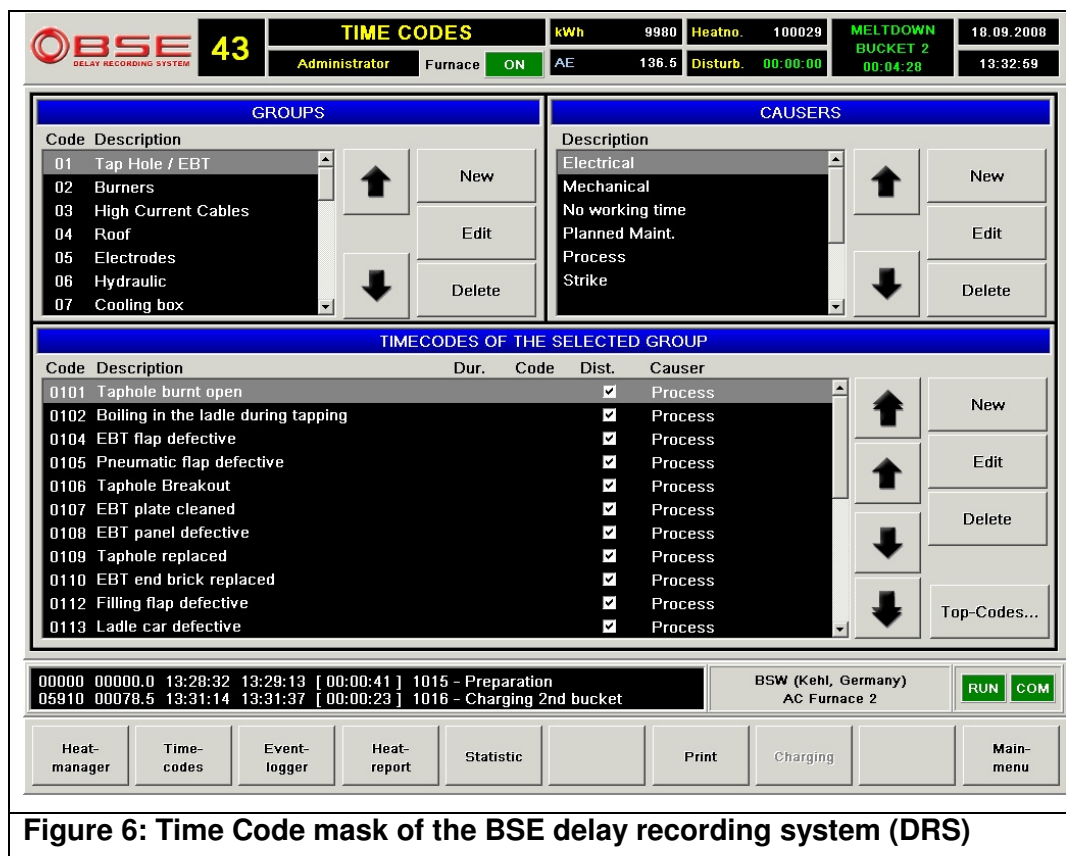 BSE
DELAY RECORDING SYSTEM
43
TIME CODES
Administrator Furnace ON
kWh 9980
AE 136.5
Heatno. 100029
Disturb. 00:00:00
MELTDOWN
BUCKET 2
00:04:28
18.09.2008
13:32:59
GROUPS
Code Description
01 Tap Hole / EBT
02 Burners
03 High Current Cables
04 Roof
05 Electrodes
06 Hydraulic
07 Cooling box
New
Edit
Delete
CAUSERS
Description
Electrical
Mechanical
No working time
Planned Maint.
Process
Strike
New
Edit
Delete
TIMECODES OF THE SELECTED GROUP
Code Description Dur. Code Dist. Causer
0101 Taphole burnt open Process
0102 Boiling in the ladle during tapping Process
0104 EBT flap defective Process
0105 Pneumatic flap defective Process
0106 Taphole Breakout Process
0107 EBT plate cleaned Process
0108 EBT panel defective Process
0109 Taphole replaced Process
0110 EBT end brick replaced Process
0112 Filling flap defective Process
0113 Ladle car defective Process
New
Edit
Delete
Top-Codes...
00000 00000.0 13:28:32 13:29:13 [ 00:00:41 ] 1015 - Preparation
05910 00078.5 13:31:14 13:31:37 [ 00:00:23 ] 1016 - Charging 2nd bucket
BSW (Kehl, Germany)
AC Furnace 2
RUN COM
Heat-
manager
Time-
codes
Event-
logger
Heat-
report
Statistic
Print
Charging
Main-
menu
Figure 6: Time Code mask of the BSE delay recording system (DRS)